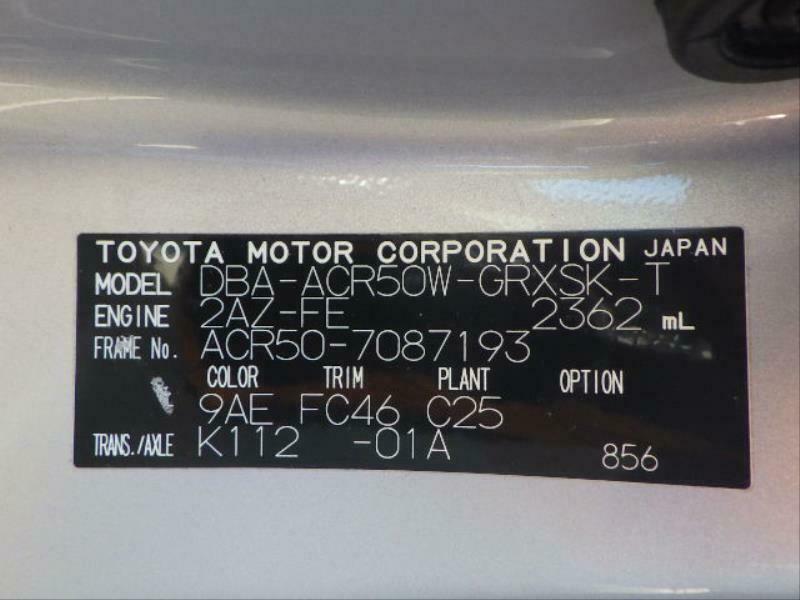 TOYOTA MOTOR CORPORATION JAPAN
MODEL DBA-ACR50W-GRXSK-T
ENGINE 2AZ-FE 2362 mL
FRAME No. ACR50-7087193
COLOR TRIM PLANT OPTION
9AE FC46 C25
TRANS./AXLE K112 -01A 856